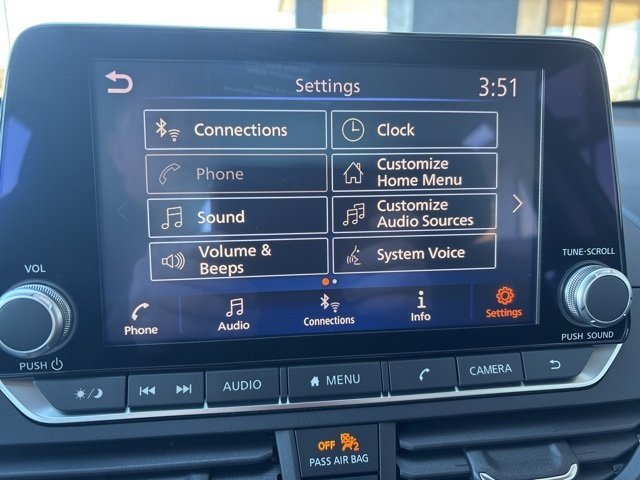 Settings
3:51
Connections
Clock
Phone
Customize
Home Menu
Sound
Customize
Audio Sources
Volume &
Beeps
System Voice
Phone
Audio
Connections
Info
Settings
VOL
PUSH
TUNE-SCROLL
PUSH SOUND
AUDIO
MENU
CAMERA
OFF 2
PASS AIR BAG